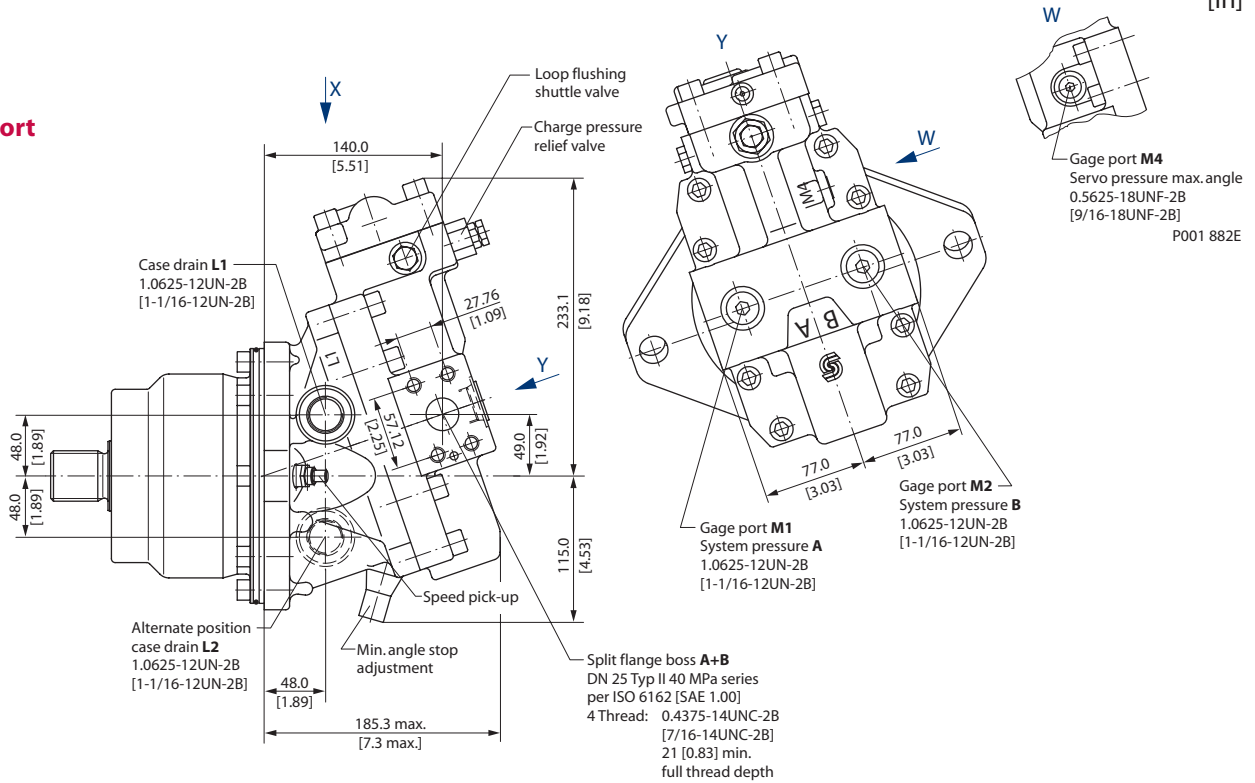 [in]
ort
X
140.0
[5.51]
Loop flushing
shuttle valve
Charge pressure
relief valve
Case drain L1
1.0625-12UN-2B
[1-1/16-12UN-2B]
L1
27.76
[1.09]
233.1
[9.18]
Y
57.12
[2.25]
49.0
[1.92]
48.0
[1.89]
48.0
[1.89]
115.0
[4.53]
Speed pick-up
Alternate position
case drain L2
1.0625-12UN-2B
[1-1/16-12UN-2B]
Min. angle stop
adjustment
48.0
[1.89]
185.3 max.
[7.3 max.]
Split flange boss A+B
DN 25 Typ II 40 MPa series
per ISO 6162 [SAE 1.00]
4 Thread: 0.4375-14UNC-2B
[7/16-14UNC-2B]
21 [0.83] min.
full thread depth
Y
W
M4
B A
77.0
[3.03]
77.0
[3.03]
Gage port M1
System pressure A
1.0625-12UN-2B
[1-1/16-12UN-2B]
Gage port M2
System pressure B
1.0625-12UN-2B
[1-1/16-12UN-2B]
W
Gage port M4
Servo pressure max. angle
0.5625-18UNF-2B
[9/16-18UNF-2B]
P001 882E